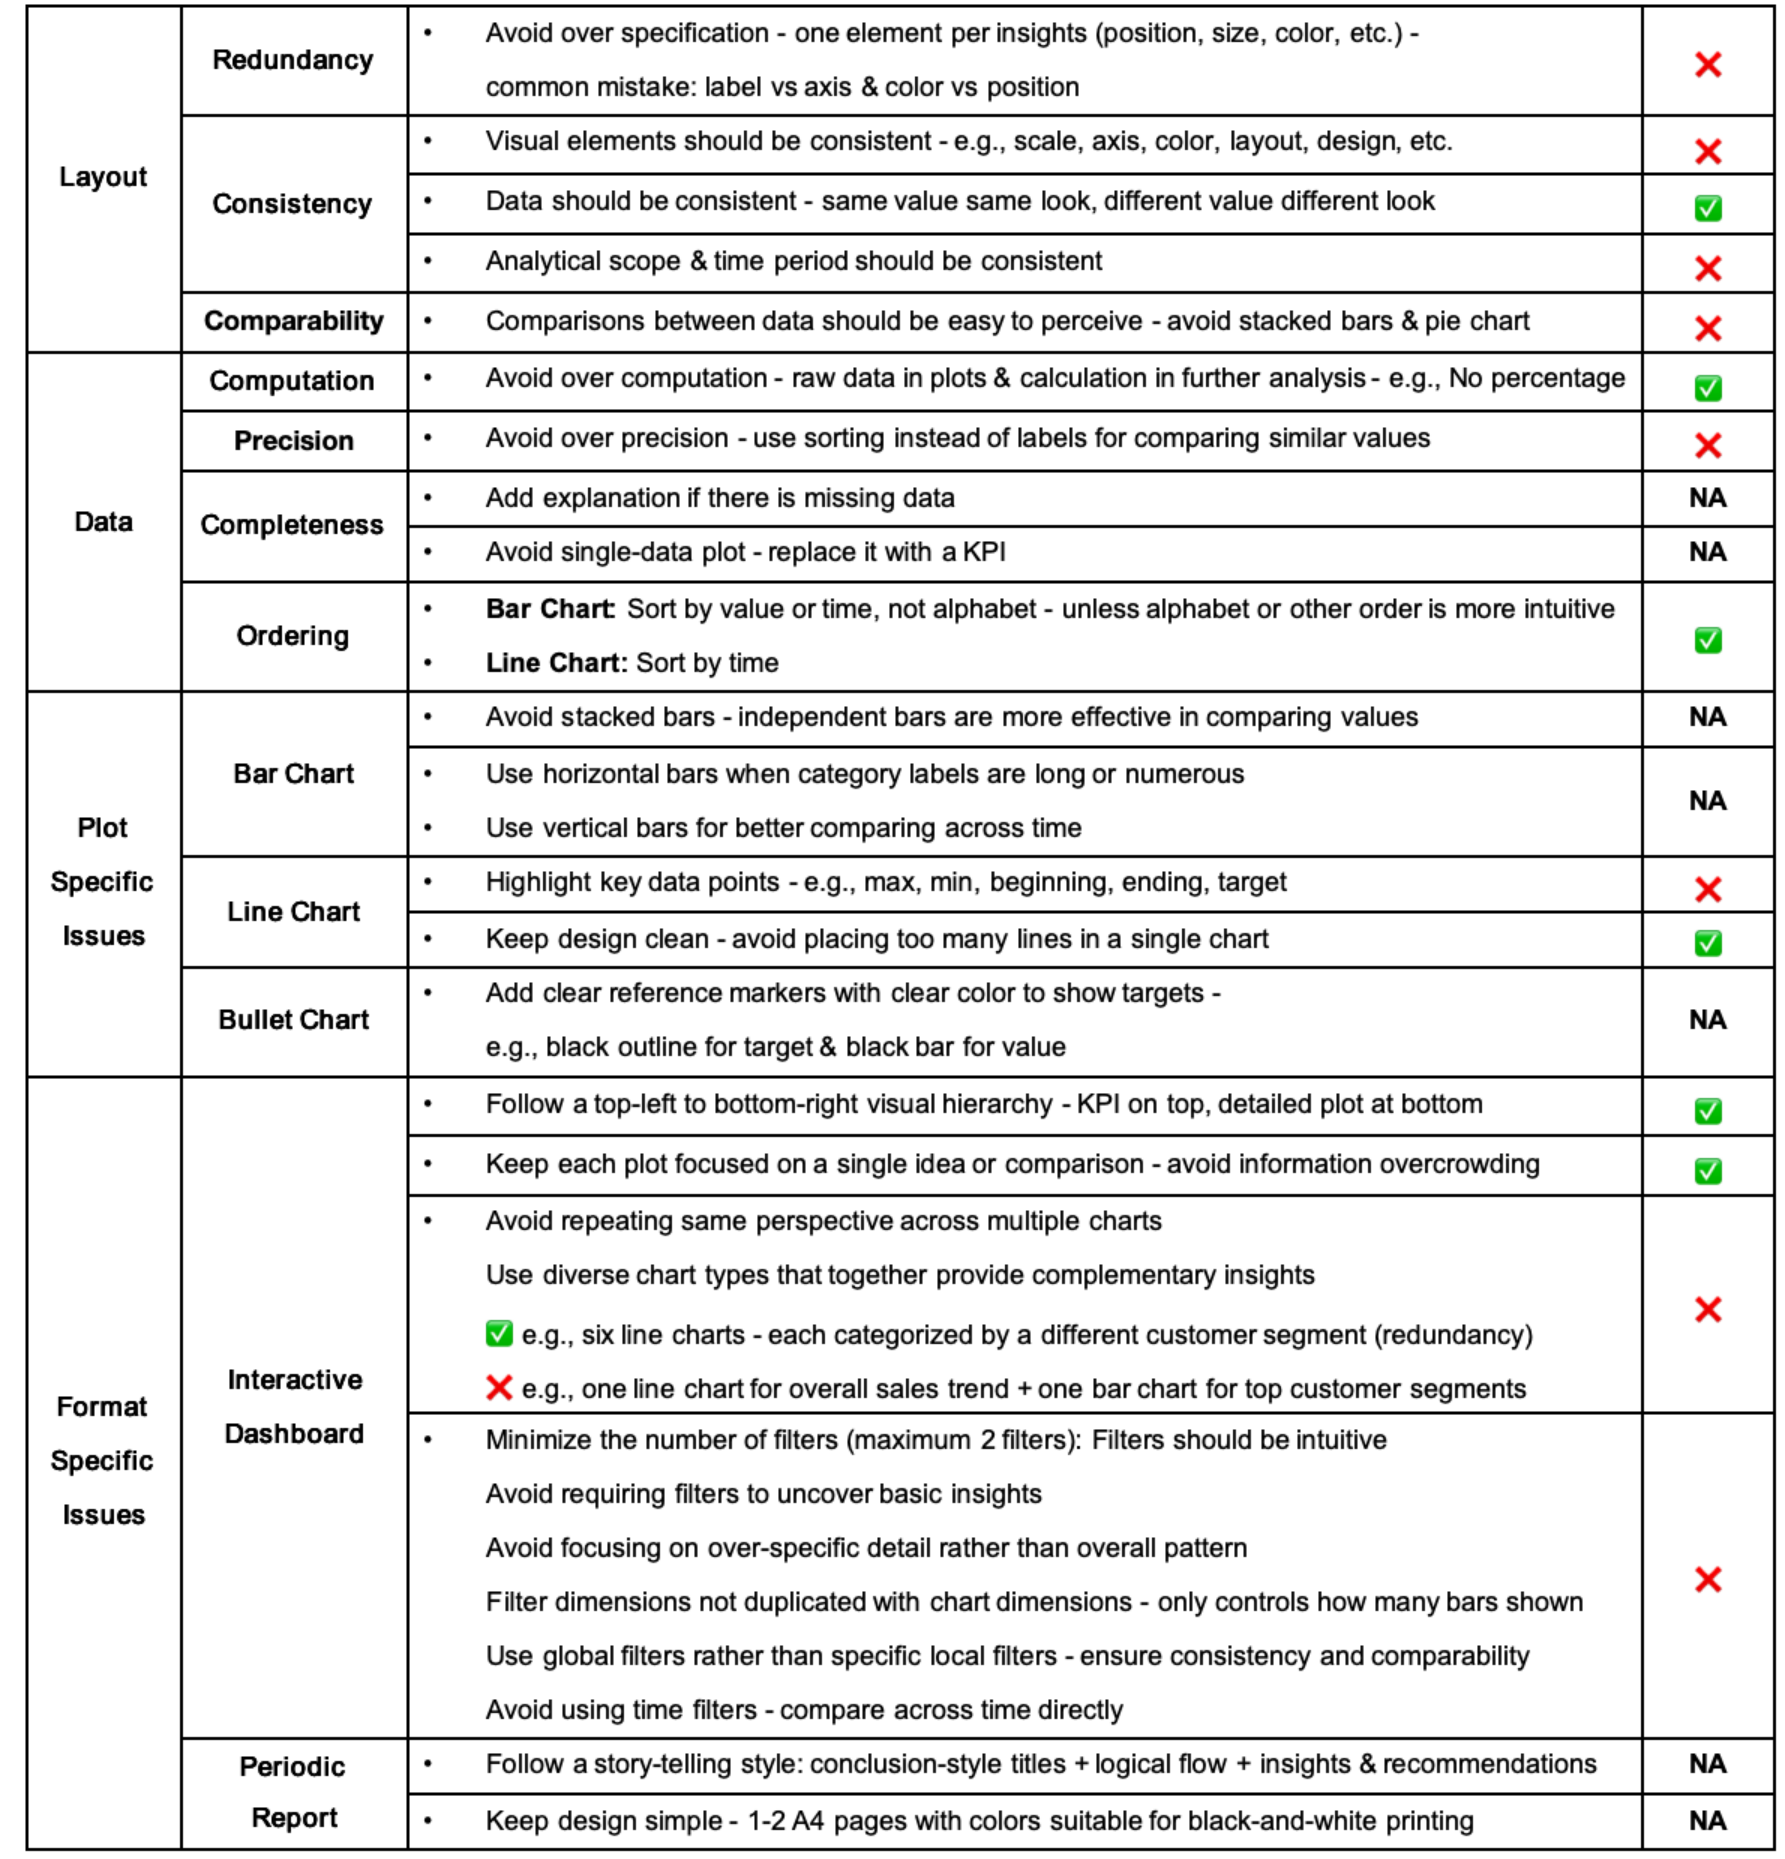 Layout
Redundancy
• Avoid over specification - one element per insights (position, size, color, etc.) -
common mistake: label vs axis & color vs position
❌
Consistency
• Visual elements should be consistent - e.g., scale, axis, color, layout, design, etc.
❌
• Data should be consistent - same value same look, different value different look
✅
• Analytical scope & time period should be consistent
❌
Comparability
• Comparisons between data should be easy to perceive - avoid stacked bars & pie chart
❌
Data
Computation
• Avoid over computation - raw data in plots & calculation in further analysis - e.g., No percentage
✅
Precision
• Avoid over precision - use sorting instead of labels for comparing similar values
❌
Completeness
• Add explanation if there is missing data
NA
• Avoid single-data plot - replace it with a KPI
NA
Ordering
• Bar Chart: Sort by value or time, not alphabet - unless alphabet or other order is more intuitive
• Line Chart: Sort by time
✅
Plot
Specific
Issues
Bar Chart
• Avoid stacked bars - independent bars are more effective in comparing values
NA
• Use horizontal bars when category labels are long or numerous
• Use vertical bars for better comparing across time
NA
Line Chart
• Highlight key data points - e.g., max, min, beginning, ending, target
❌
• Keep design clean - avoid placing too many lines in a single chart
✅
Bullet Chart
• Add clear reference markers with clear color to show targets -
e.g., black outline for target & black bar for value
NA
Format
Specific
Issues
Interactive
Dashboard
• Follow a top-left to bottom-right visual hierarchy - KPI on top, detailed plot at bottom
✅
• Keep each plot focused on a single idea or comparison - avoid information overcrowding
✅
• Avoid repeating same perspective across multiple charts
Use diverse chart types that together provide complementary insights
✅ e.g., six line charts - each categorized by a different customer segment (redundancy)
❌ e.g., one line chart for overall sales trend + one bar chart for top customer segments
❌
• Minimize the number of filters (maximum 2 filters): Filters should be intuitive
Avoid requiring filters to uncover basic insights
Avoid focusing on over-specific detail rather than overall pattern
Filter dimensions not duplicated with chart dimensions - only controls how many bars shown
Use global filters rather than specific local filters - ensure consistency and comparability
Avoid using time filters - compare across time directly
❌
Periodic
Report
• Follow a story-telling style: conclusion-style titles + logical flow + insights & recommendations
NA
• Keep design simple - 1-2 A4 pages with colors suitable for black-and-white printing
NA